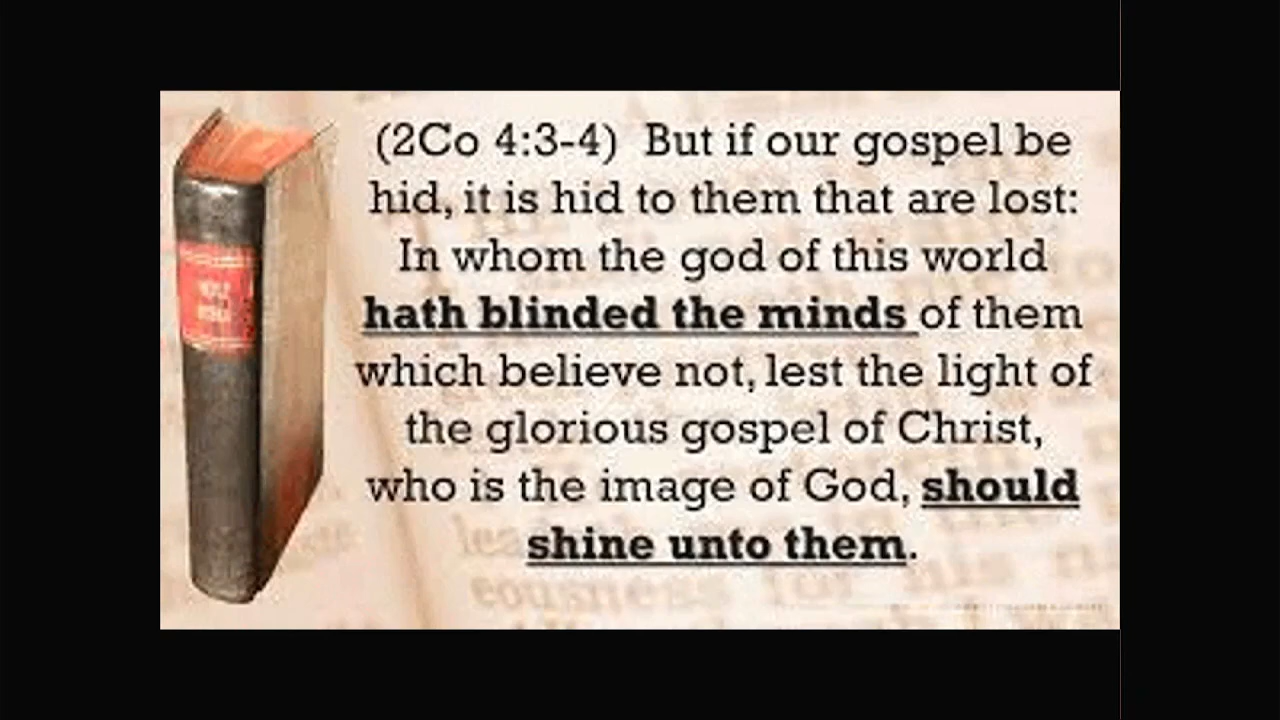 (2Co 4:3-4) But if our gospel be
hid, it is hid to them that are lost:
In whom the god of this world
hath blinded the minds of them
which believe not, lest the light of
the glorious gospel of Christ,
who is the image of God, should
shine unto them.
HOLY
BIBLE